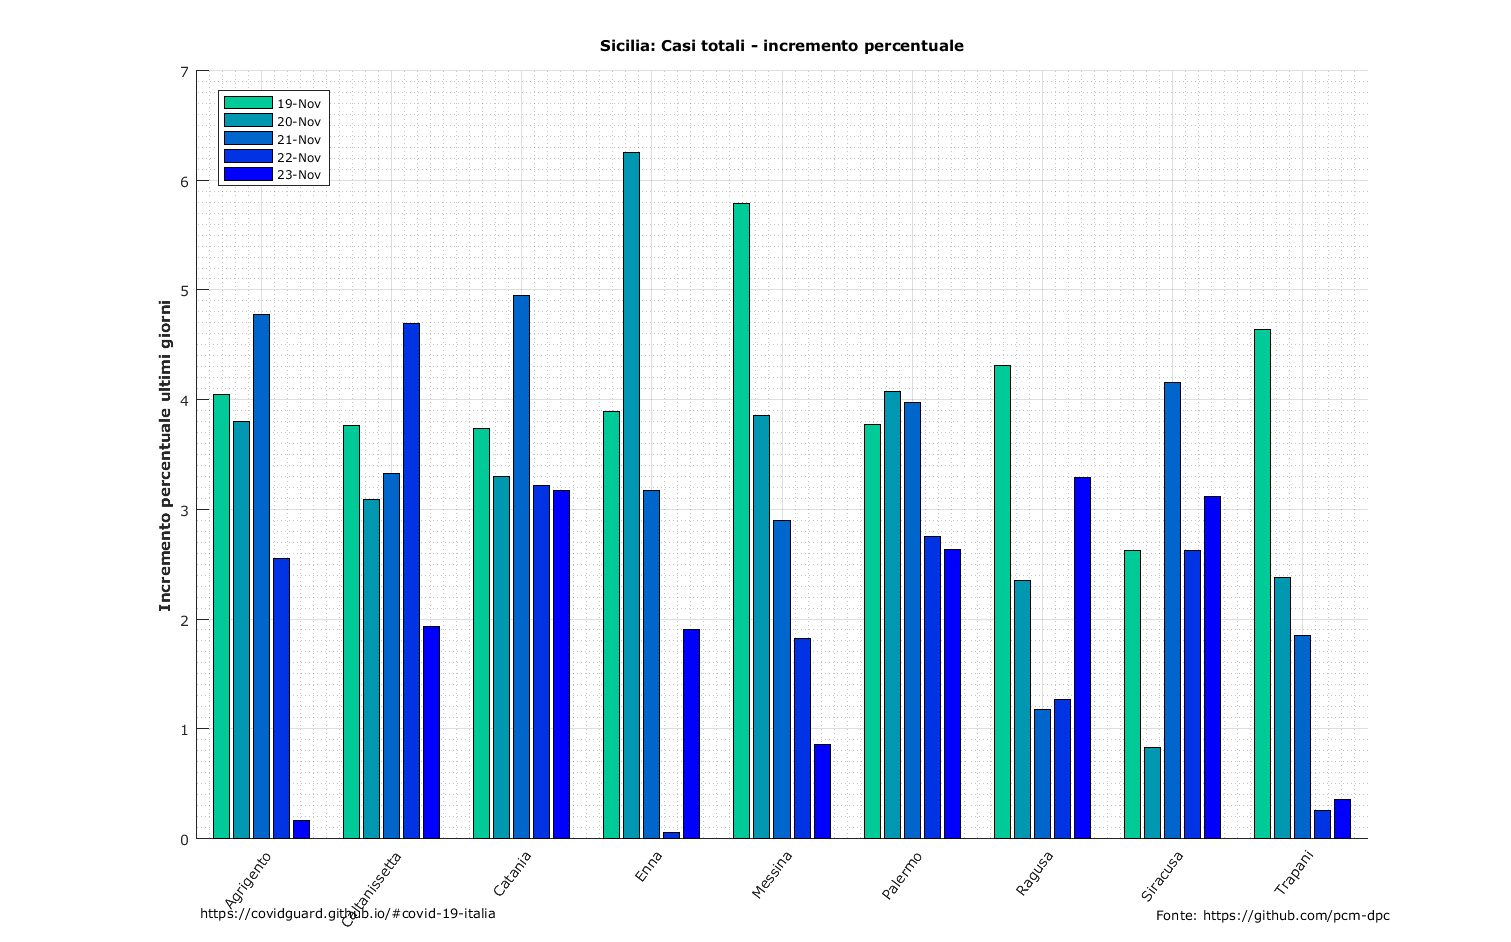 Sicilia: Casi totali - incremento percentuale
7
6
5
4
3
2
1
0
Incremento percentuale ultimi giorni
19-Nov
20-Nov
21-Nov
22-Nov
23-Nov
Agrigento
Caltanissetta
Catania
Enna
Messina
Palermo
Ragusa
Siracusa
Trapani
https://covidguard.github.io/#covid-19-italia
Fonte: https://github.com/pcm-dpc